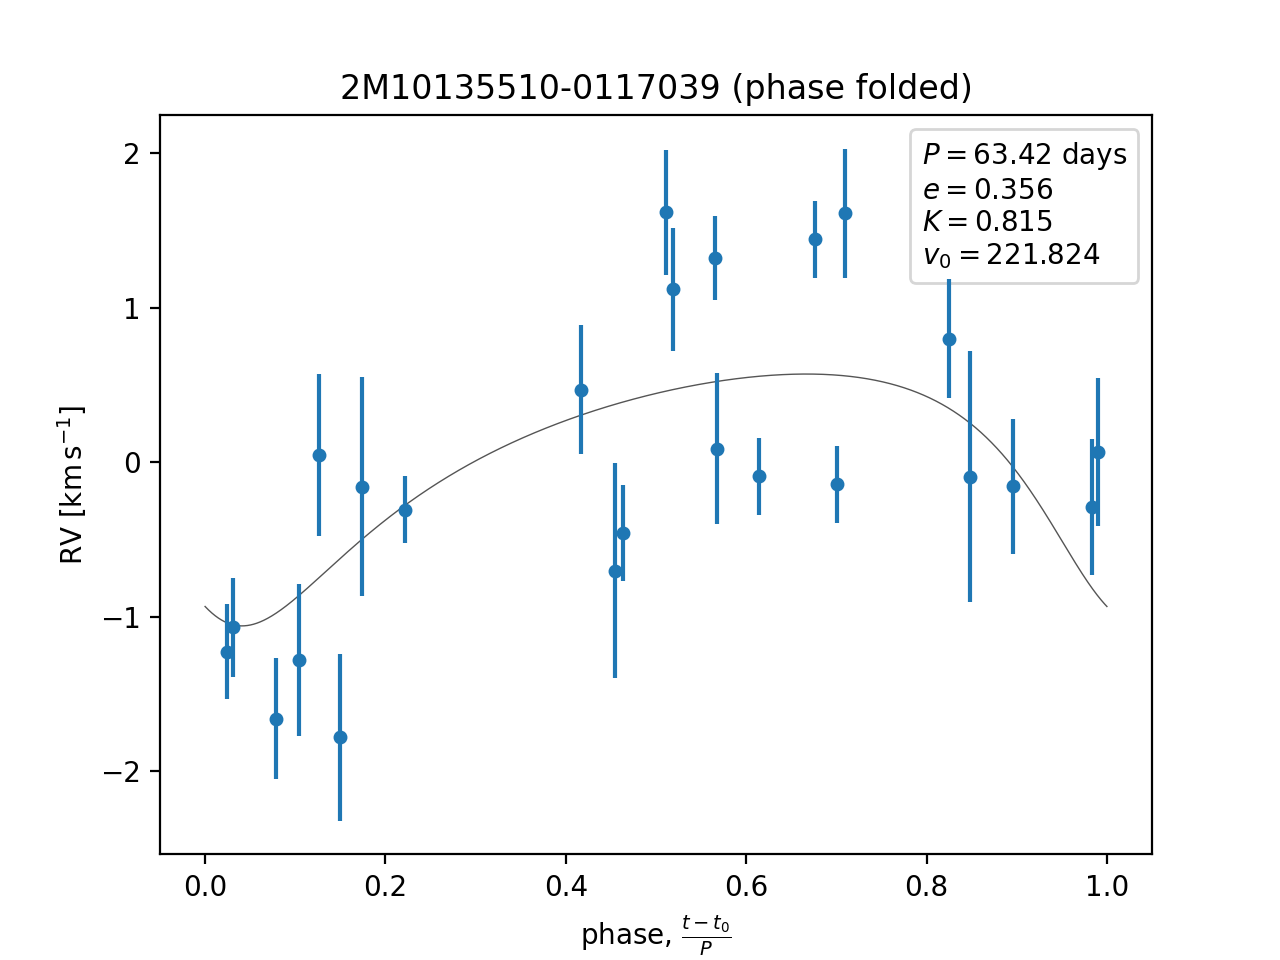 2M10135510-0117039 (phase folded)
P = 63.42 days
e = 0.356
K = 0.815
v₀ = 221.824
2
1
0
−1
−2
RV [km s⁻¹]
0.0 0.2 0.4 0.6 0.8 1.0
phase, (t − t₀)/P